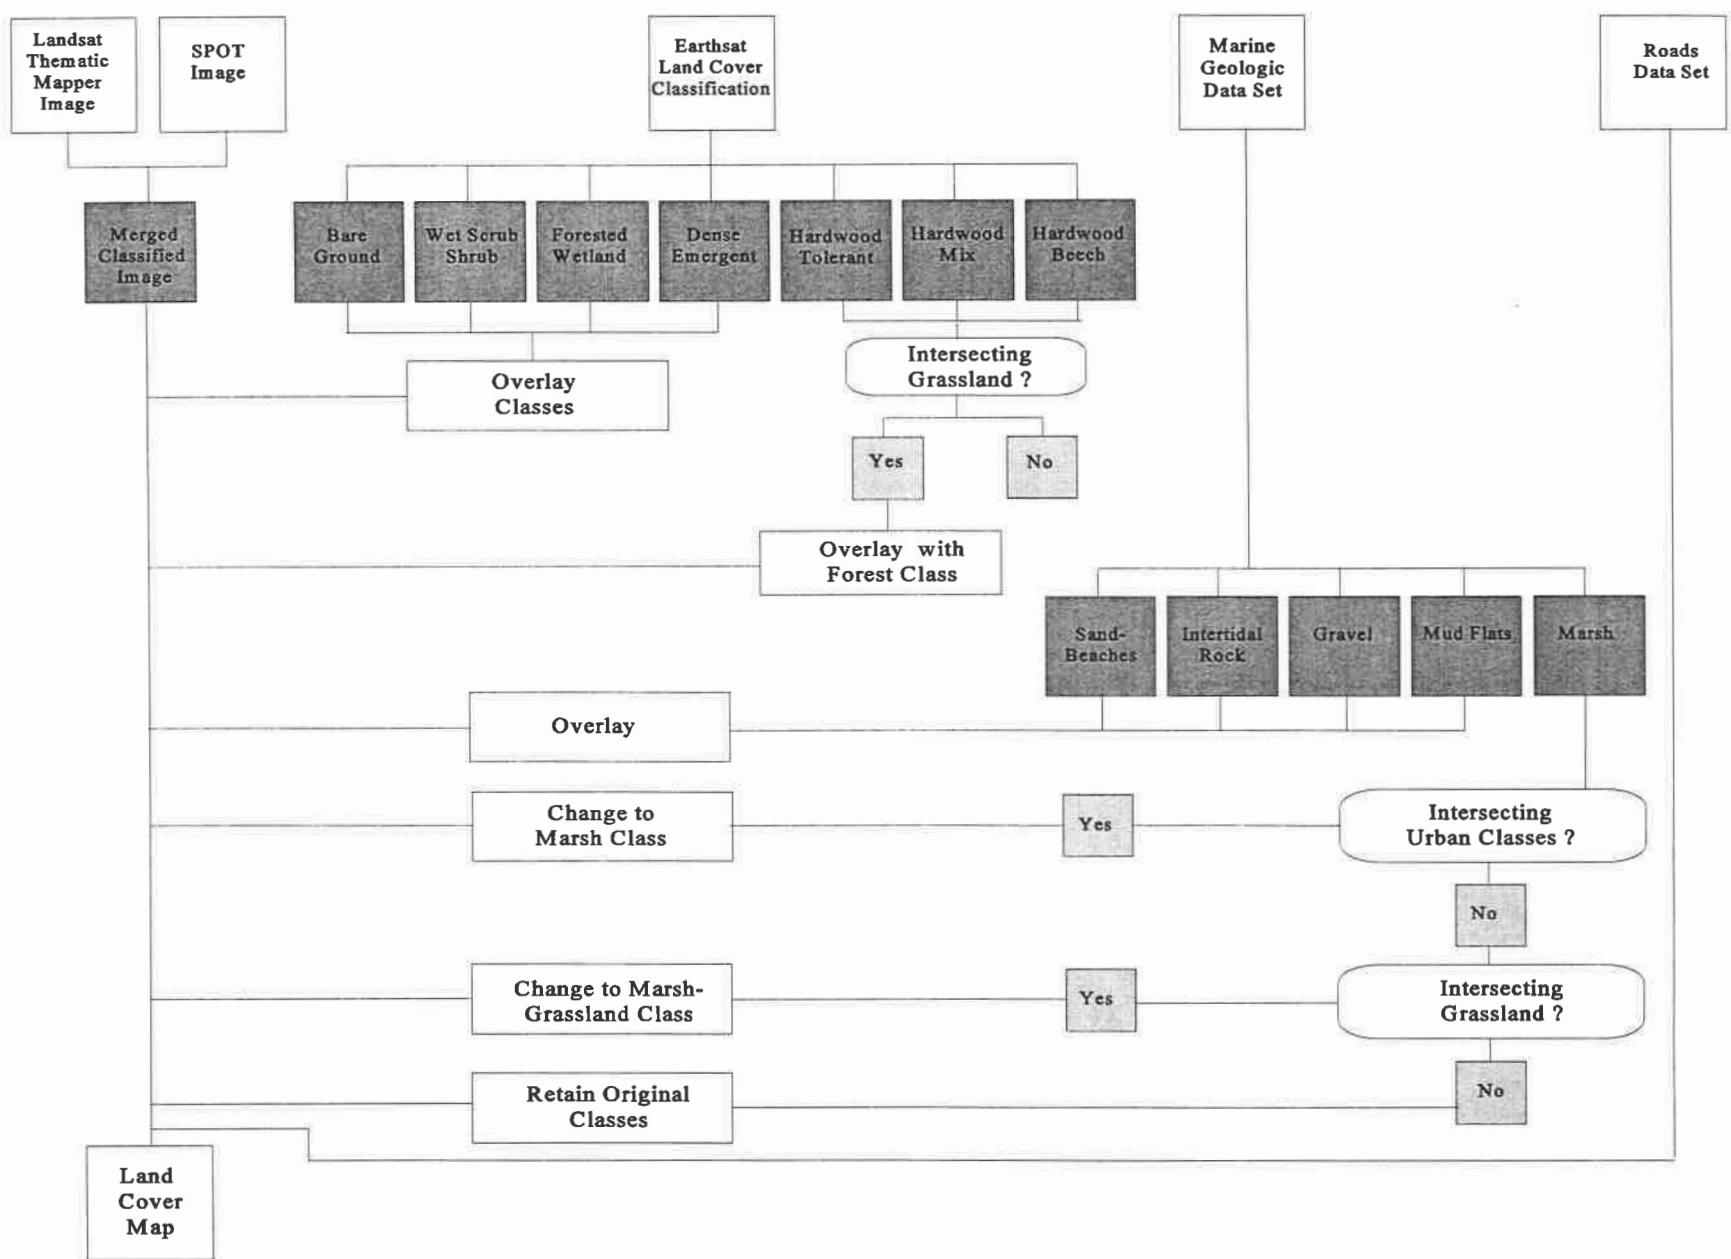 Landsat
Thematic
Mapper
Image
SPOT
Image
Earthsat
Land Cover
Classification
Marine
Geologic
Data Set
Roads
Data Set
Merged
Classified
Image
Bare
Ground
Wet Scrub
Shrub
Forested
Wetland
Dense
Emergent
Hardwood
Tolerant
Hardwood
Mix
Hardwood
Beech
Overlay
Classes
Intersecting
Grassland ?
Yes
No
Overlay with
Forest Class
Sand-
Beaches
Intertidal
Rock
Gravel
Mud Flats
Marsh
Overlay
Change to
Marsh Class
Yes
Intersecting
Urban Classes ?
No
Change to Marsh-
Grassland Class
Yes
Intersecting
Grassland ?
Retain Original
Classes
No
Land
Cover
Map